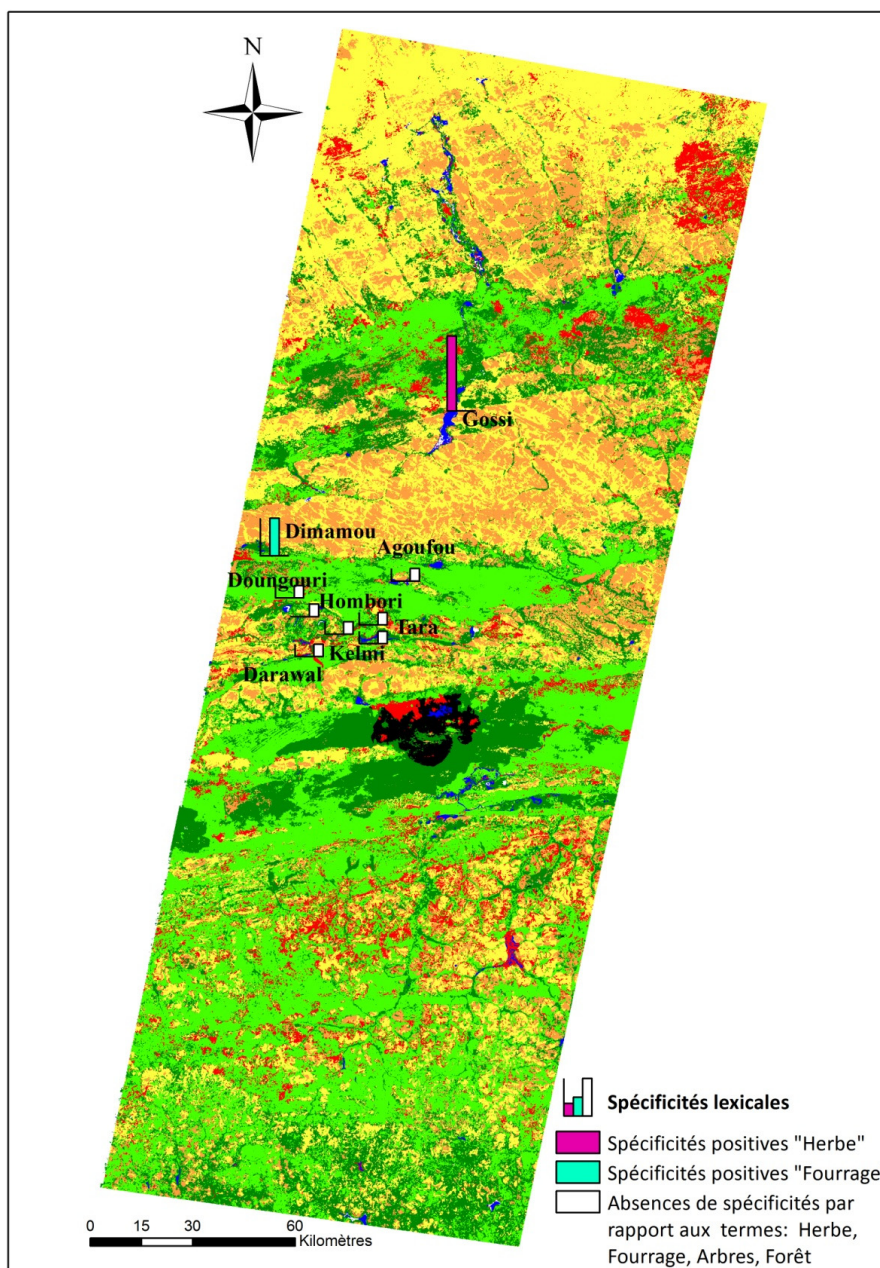 N
Gossi
Dimamou
Agoufou
Doungouri
Hombori
Tara
Kelmi
Darawal
Spécificités lexicales
Spécificités positives "Herbe"
Spécificités positives "Fourrage
Absences de spécificités par
rapport aux termes: Herbe,
Fourrage, Arbres, Forêt
0 15 30 60
Kilomètres